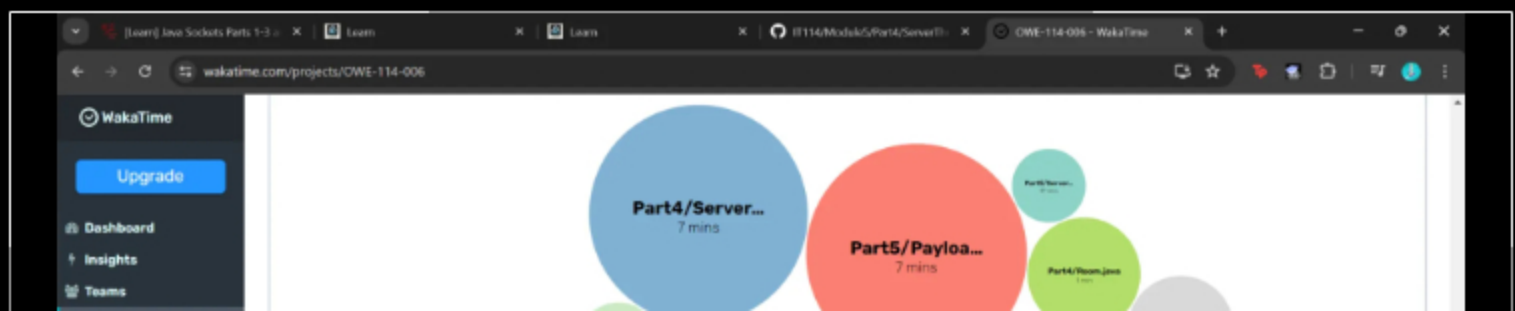 [Learn] Java Sockets Parts 1-3
Learn
Learn
IT114/Module5/Part4/ServerTh
OWE-114-006 - WakaTime
wakatime.com/projects/OWE-114-006
WakaTime
Upgrade
Dashboard
Insights
Teams
Part4/Server...
7 mins
Part5/Payloa...
7 mins
Part4/Room.java